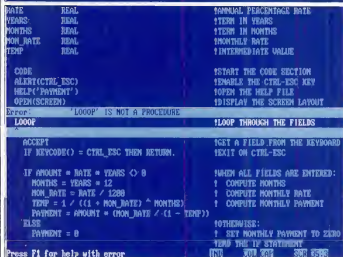 RATE REAL !ANNUAL PERCENTAGE RATE
YEARS REAL !TERM IN YEARS
MONTHS REAL !TERM IN MONTHS
MON_RATE REAL !MONTHLY RATE
TEMP REAL !INTERMEDIATE VALUE
CODE !START THE CODE SECTION
ALERT(CTRL_ESC) !ENABLE THE CTRL-ESC KEY
HELP('PAYMENT') !OPEN THE HELP FILE
OPEN(SCREEN) !DISPLAY THE SCREEN LAYOUT
Error: 'LOOOP' IS NOT A PROCEDURE
LOOOP !LOOP THROUGH THE FIELDS
ACCEPT !GET A FIELD FROM THE KEYBOARD
IF KEYCODE() = CTRL_ESC THEN RETURN. !EXIT ON CTRL-ESC
IF AMOUNT * RATE * YEARS <> 0 !WHEN ALL FIELDS ARE ENTERED:
MONTHS = YEARS * 12 ! COMPUTE MONTHS
MON_RATE = RATE / 1200 ! COMPUTE MONTHLY RATE
TEMP = 1 / ((1 + MON_RATE) ^ MONTHS)
PAYMENT = AMOUNT * (MON_RATE /(1 - TEMP)) ! COMPUTE MONTHLY PAYMENT
ELSE !OTHERWISE:
PAYMENT = 0 ! SET MONTHLY PAYMENT TO ZERO
!END THE IF STATEMENT
Press F1 for help with error INS